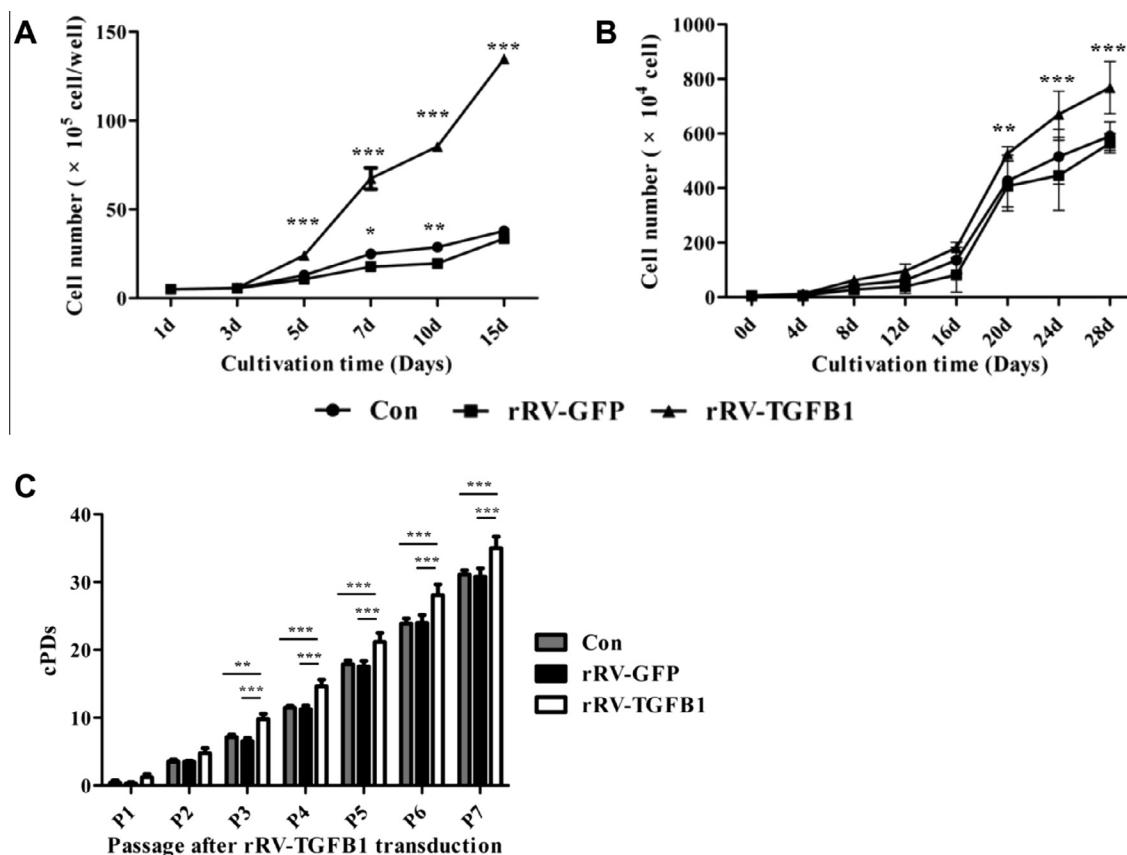 A
Cell number ( × 10⁵ cell/well)
150
100
50
0
***
***
***
***
*
**
1d
3d
5d
7d
10d
15d
Cultivation time (Days)
B
Cell number ( × 10⁴ cell)
1000
800
600
400
200
0
***
***
**
0d
4d
8d
12d
16d
20d
24d
28d
Cultivation time (Days)
Con rRV-GFP rRV-TGFB1
C
cPDs
40
30
20
10
0
***
***
***
***
***
***
***
***
**
***
P1
P2
P3
P4
P5
P6
P7
Passage after rRV-TGFB1 transduction
Con
rRV-GFP
rRV-TGFB1